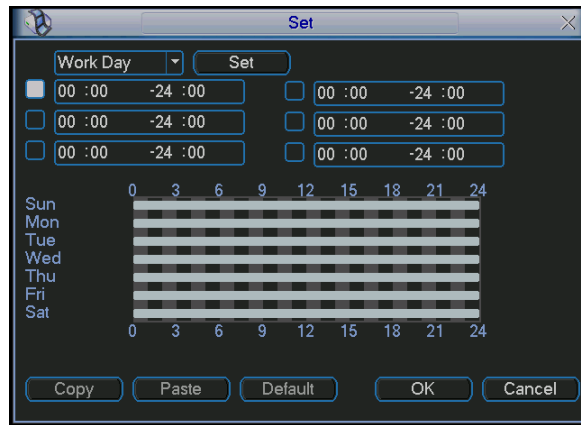 Set
Work Day Set
00 :00 -24 :00 00 :00 -24 :00
00 :00 -24 :00 00 :00 -24 :00
00 :00 -24 :00 00 :00 -24 :00
0 3 6 9 12 15 18 21 24
Sun
Mon
Tue
Wed
Thu
Fri
Sat
0 3 6 9 12 15 18 21 24
Copy Paste Default OK Cancel